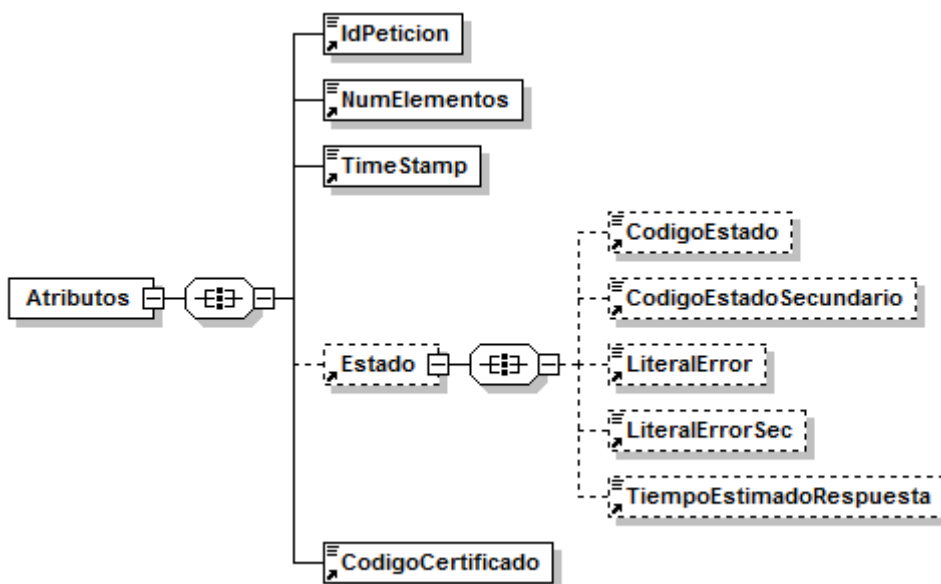 IdPeticion
NumElementos
TimeStamp
Atributos
Estado
CodigoEstado
CodigoEstadoSecundario
LiteralError
LiteralErrorSec
TiempoEstimadoRespuesta
CodigoCertificado